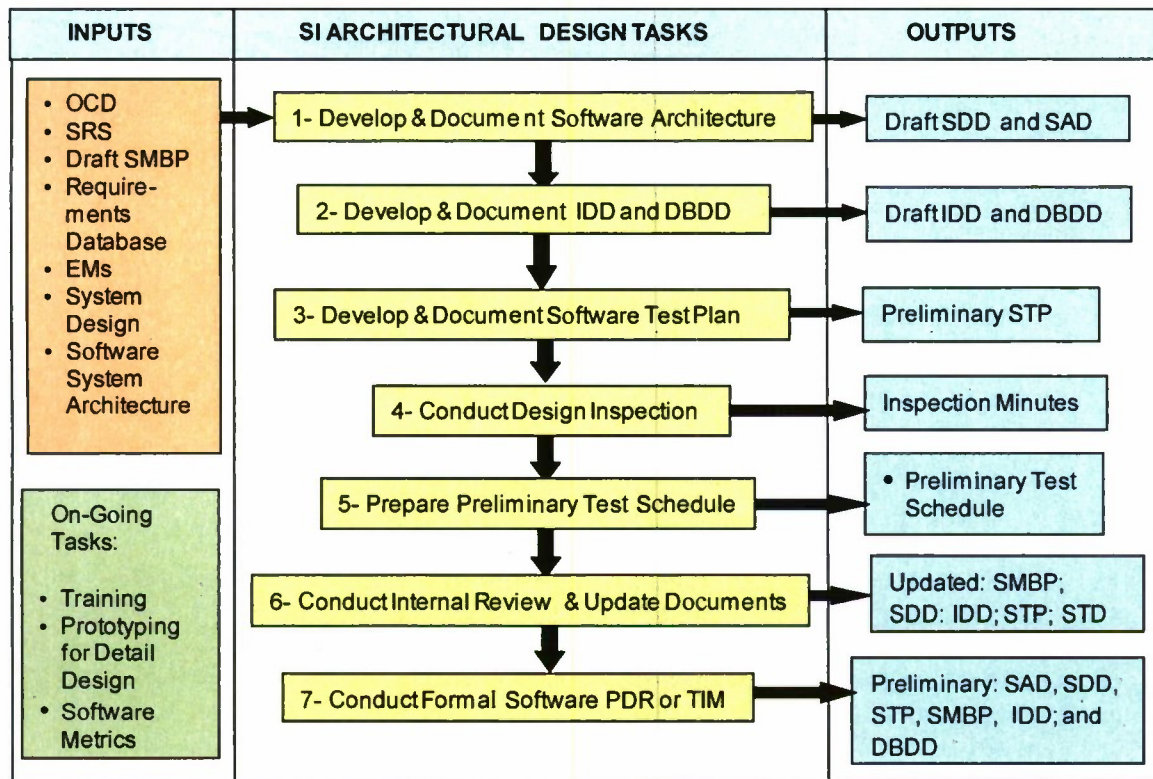 INPUTS
SI ARCHITECTURAL DESIGN TASKS
OUTPUTS
• OCD
• SRS
• Draft SMBP
• Require-
ments
Database
• EMs
• System
Design
• Software
System
Architecture
On-Going
Tasks:
• Training
• Prototyping
for Detail
Design
• Software
Metrics
1- Develop & Document Software Architecture
2- Develop & Document IDD and DBDD
3- Develop & Document Software Test Plan
4- Conduct Design Inspection
5- Prepare Preliminary Test Schedule
6- Conduct Internal Review & Update Documents
7- Conduct Formal Software PDR or TIM
Draft SDD and SAD
Draft IDD and DBDD
Preliminary STP
Inspection Minutes
• Preliminary Test
Schedule
Updated: SMBP;
SDD: IDD; STP; STD
Preliminary: SAD, SDD,
STP, SMBP, IDD; and
DBDD